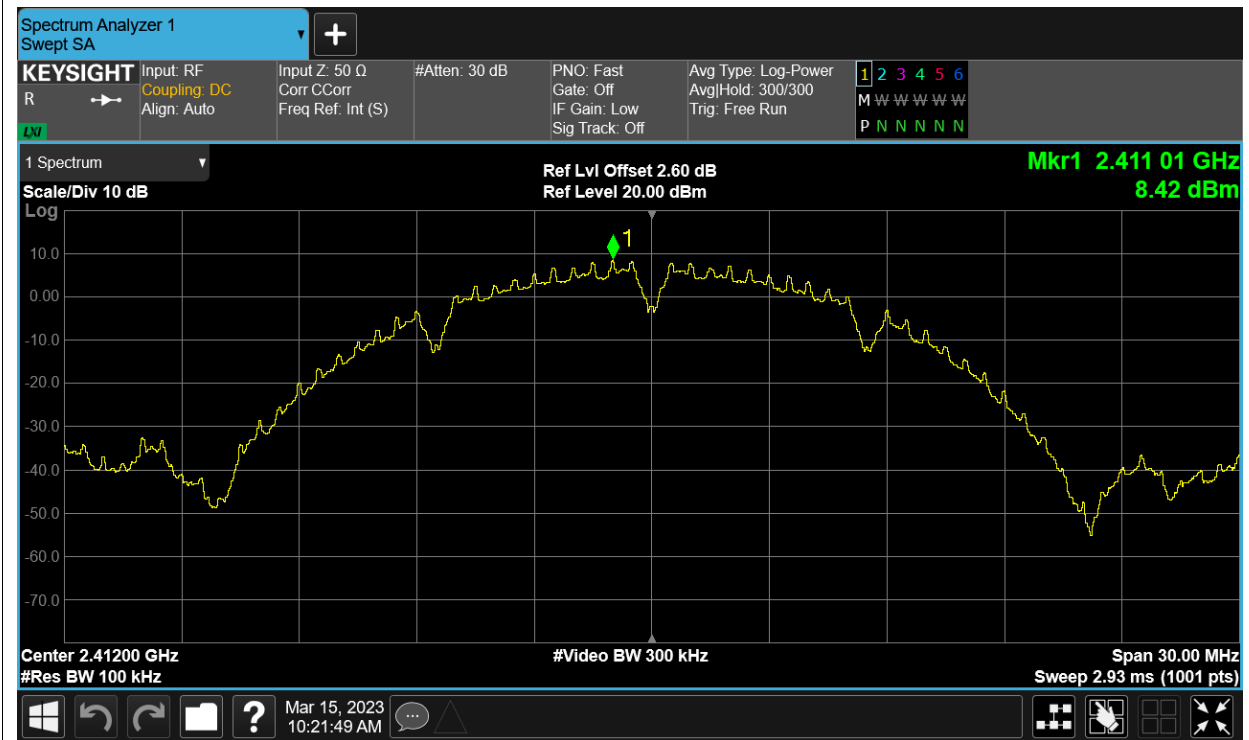 Spectrum Analyzer 1
Swept SA
+
KEYSIGHT Input: RF Input Z: 50 Ω #Atten: 30 dB PNO: Fast Avg Type: Log-Power 1 2 3 4 5 6
R Coupling: DC Corr CCorr Gate: Off Avg|Hold: 300/300 M W W W W W
Align: Auto Freq Ref: Int (S) IF Gain: Low Trig: Free Run
LXI Sig Track: Off P N N N N N
1 Spectrum
Scale/Div 10 dB
Ref Lvl Offset 2.60 dB
Ref Level 20.00 dBm
Mkr1 2.411 01 GHz
8.42 dBm
Log
1
10.0
0.00
-10.0
-20.0
-30.0
-40.0
-50.0
-60.0
-70.0
Center 2.41200 GHz #Video BW 300 kHz Span 30.00 MHz
#Res BW 100 kHz Sweep 2.93 ms (1001 pts)
? Mar 15, 2023
10:21:49 AM